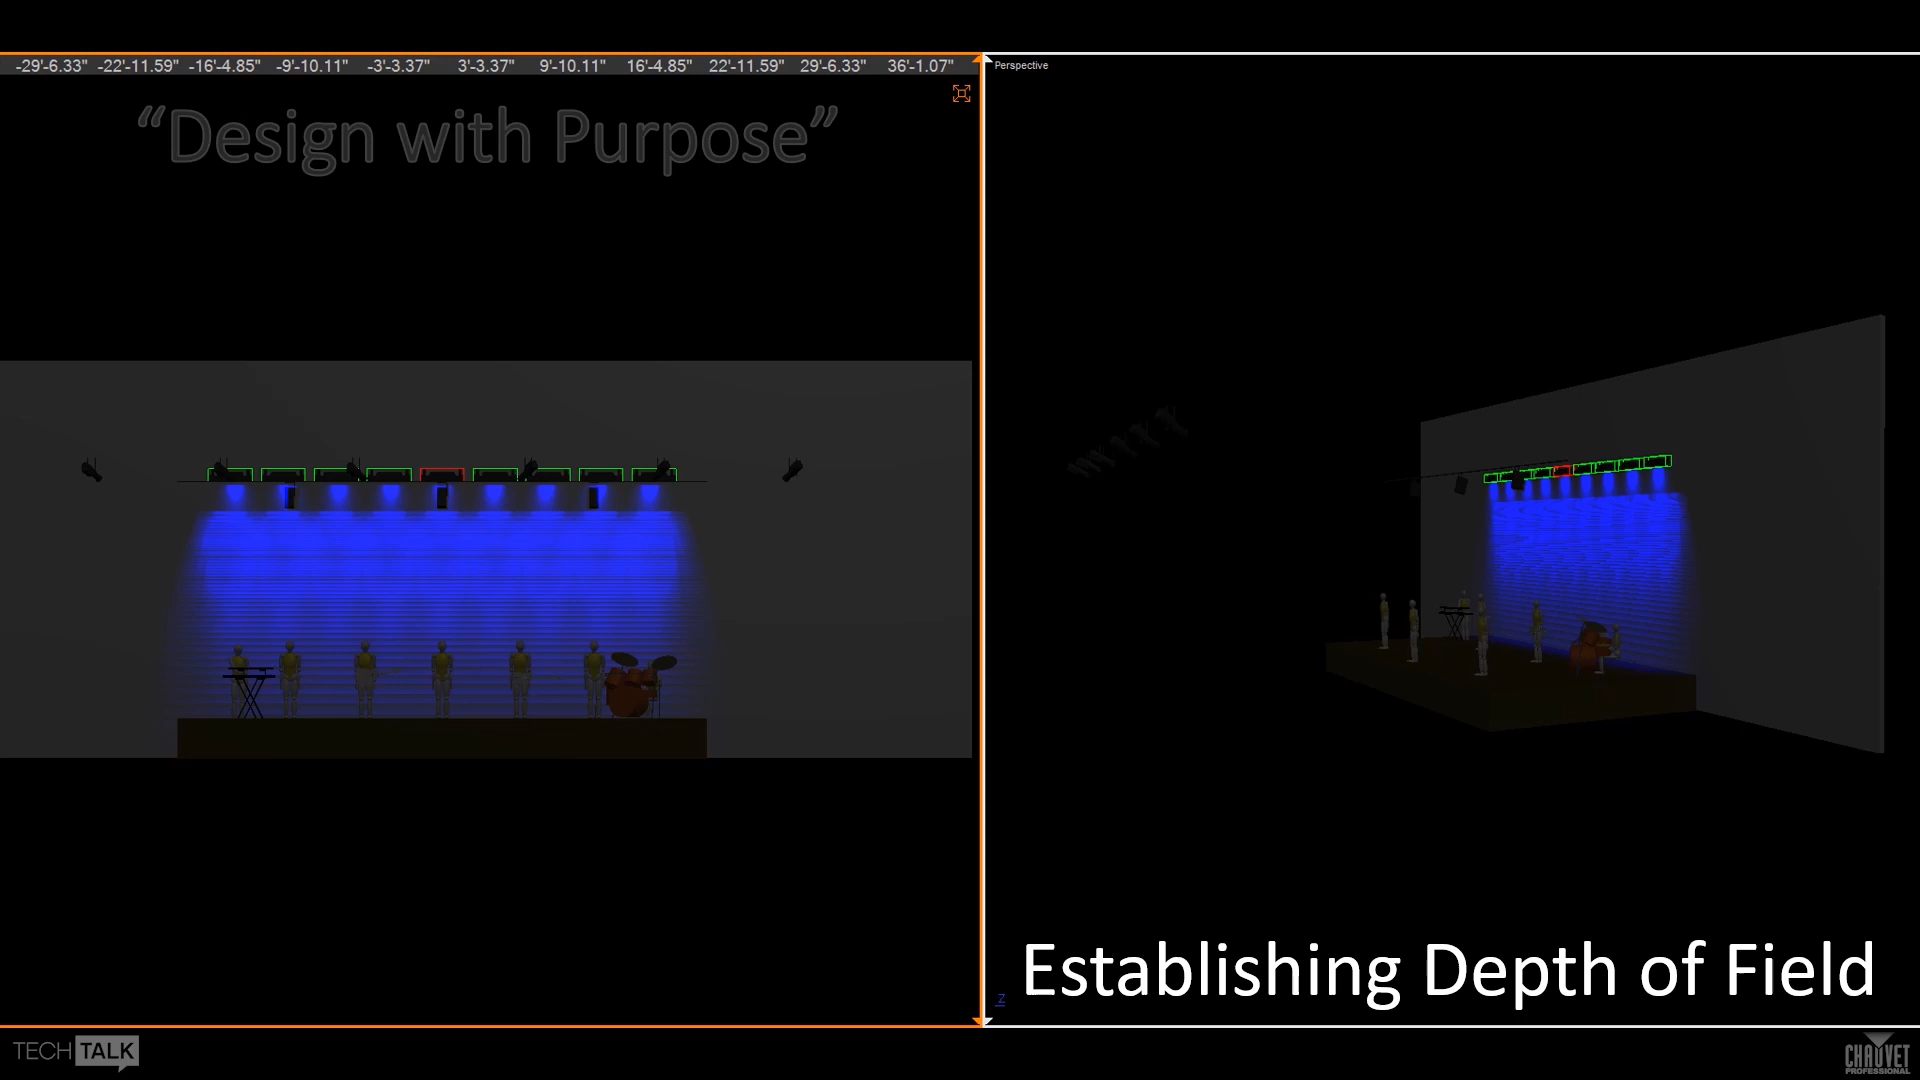 -29'-6.33" -22'-11.59" -16'-4.85" -9'-10.11" -3'-3.37" 3'-3.37" 9'-10.11" 16'-4.85" 22'-11.59" 29'-6.33" 36'-1.07"
Perspective
“Design with Purpose”
Establishing Depth of Field
Z
TECH TALK
CHAUVET
PROFESSIONAL